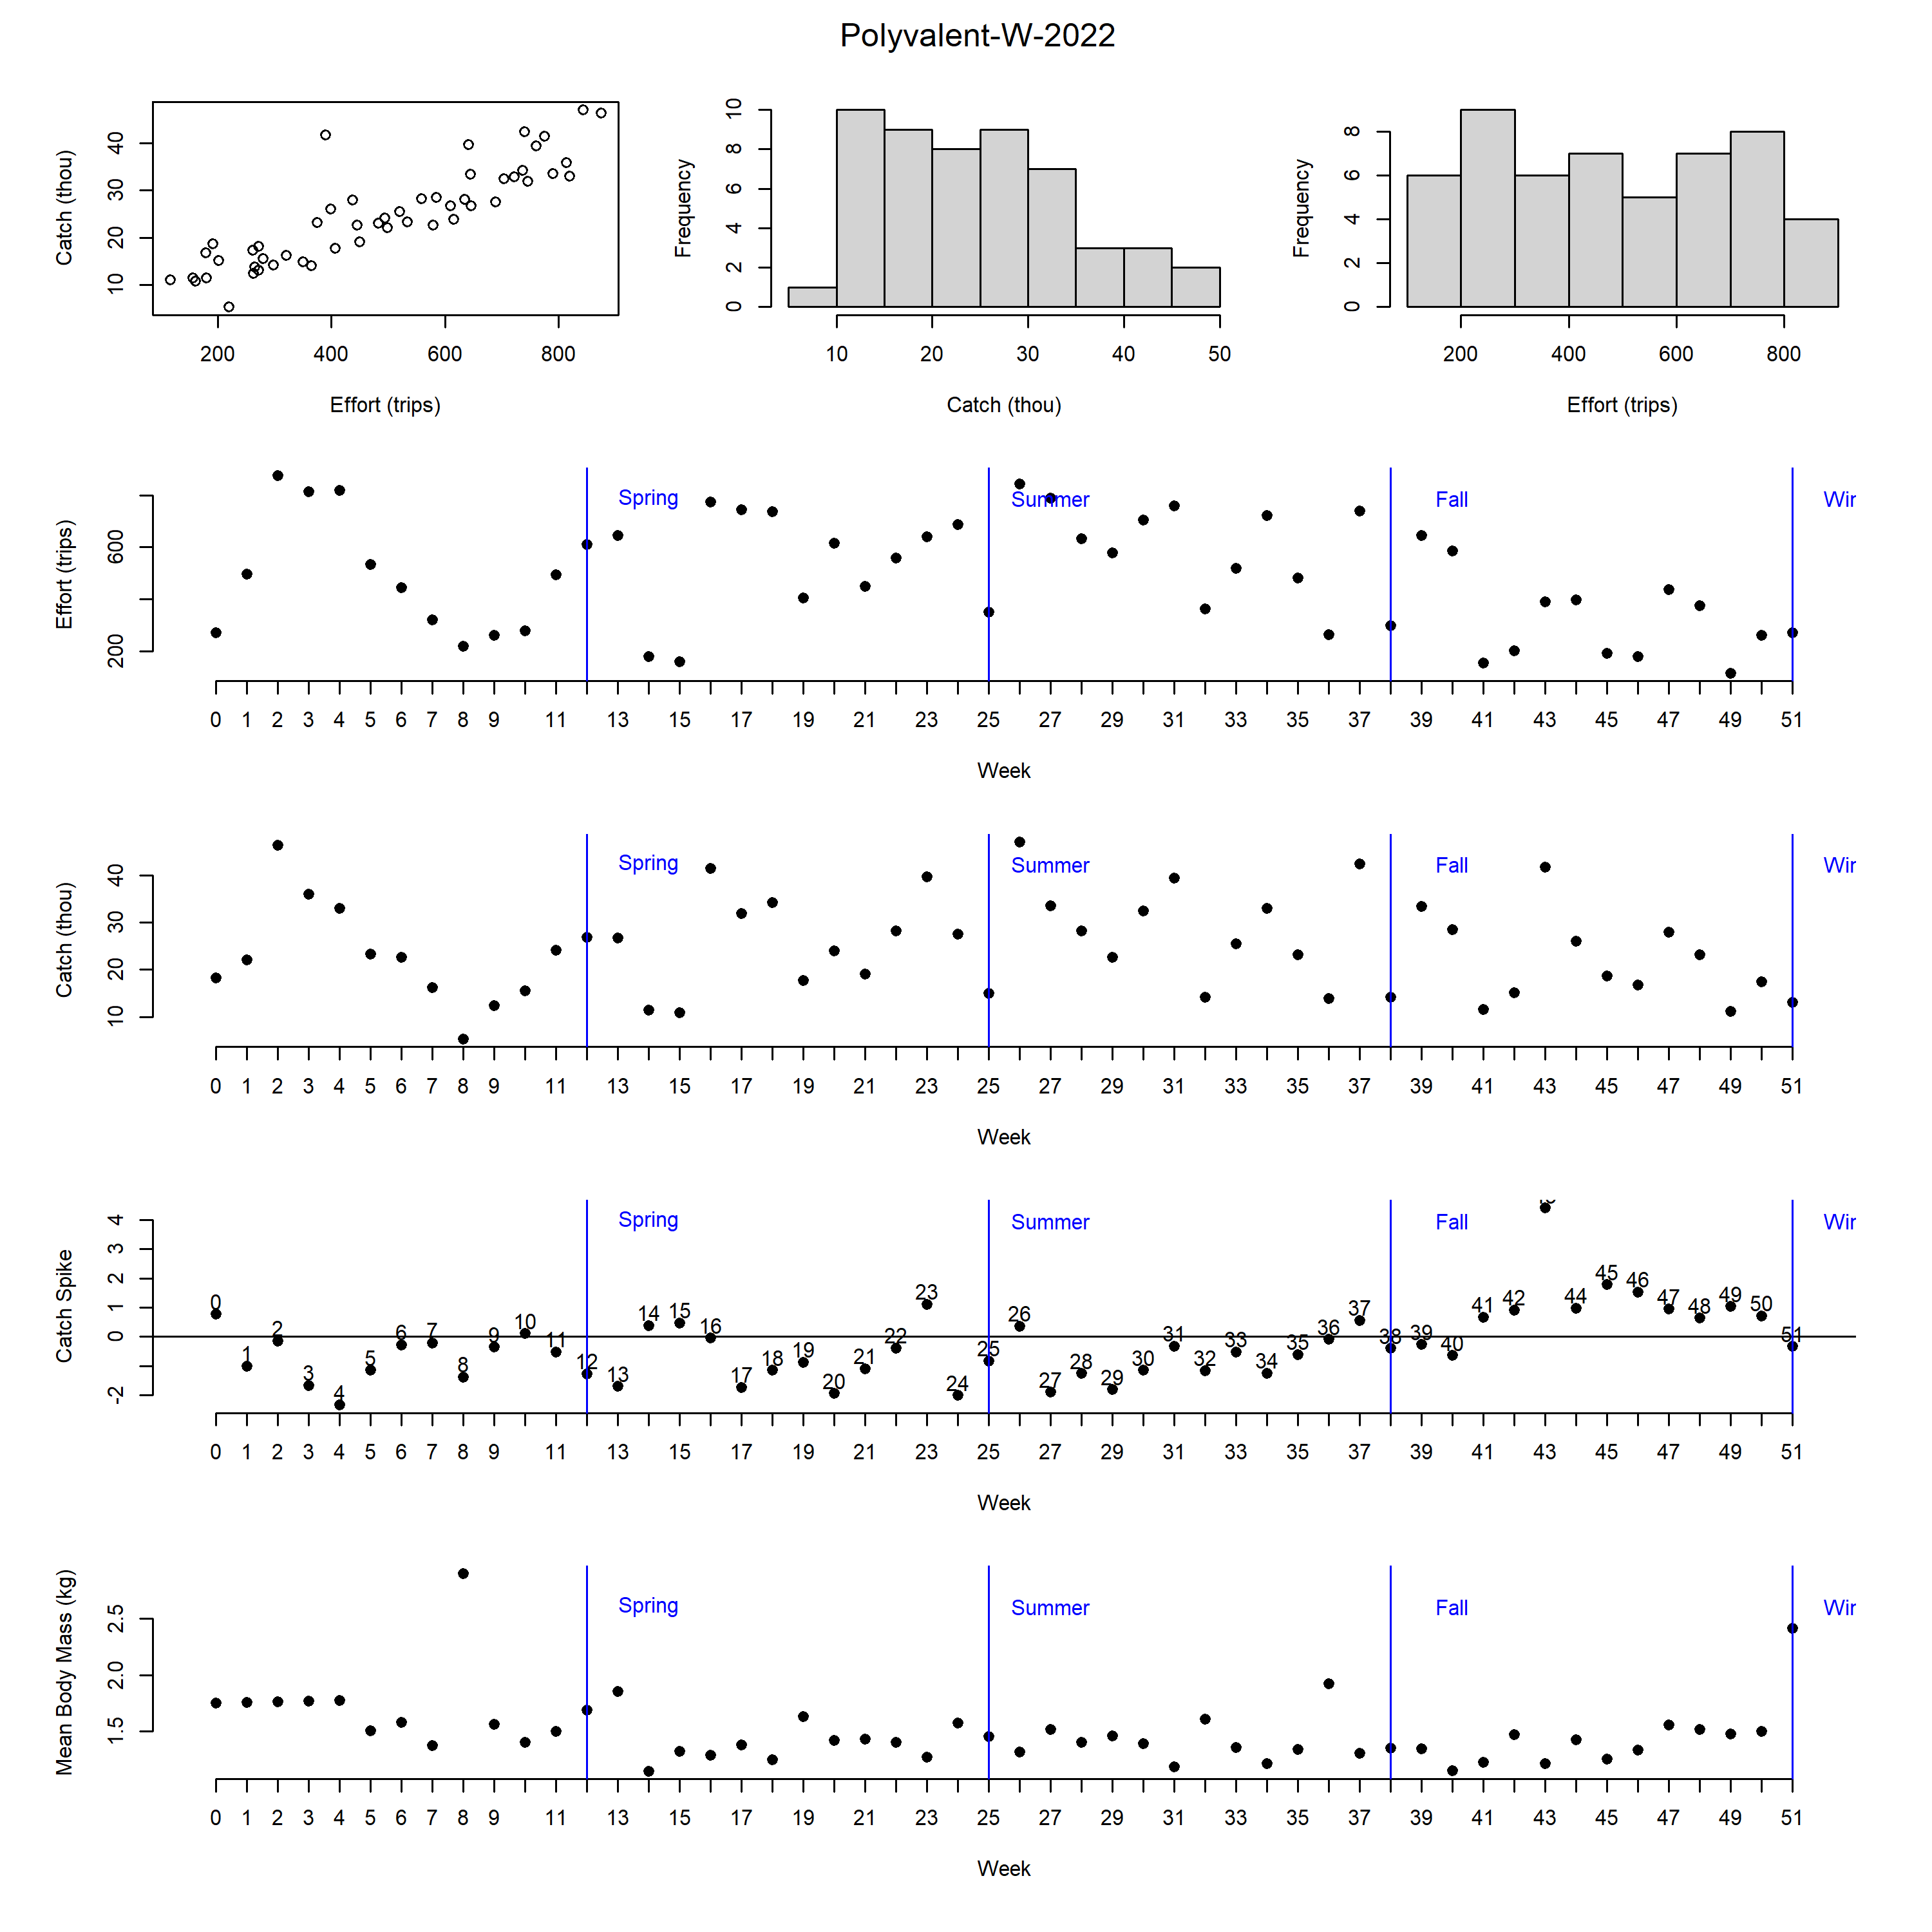 Polyvalent-W-2022
Catch (thou)
10 20 30 40
200 400 600 800
Effort (trips)
Frequency
0 2 4 6 8 10
10 20 30 40 50
Catch (thou)
Frequency
0 2 4 6 8
200 400 600 800
Effort (trips)
Effort (trips)
200 600
Spring Summer Fall Wir
0 1 2 3 4 5 6 7 8 9 11 13 15 17 19 21 23 25 27 29 31 33 35 37 39 41 43 45 47 49 51
Week
Catch (thou)
10 20 30 40
Spring Summer Fall Wir
0 1 2 3 4 5 6 7 8 9 11 13 15 17 19 21 23 25 27 29 31 33 35 37 39 41 43 45 47 49 51
Week
Catch Spike
-2 0 1 2 3 4
Spring Summer Fall Wir
0 1 2 3 4 5 6 7 8 9 10 11 12 13 14 15 16 17 18 19 20 21 22 23 24 25 26 27 28 29 30 31 32 33 34 35 36 37 38 39 40 41 42 44 45 46 47 48 49 50 51
0 1 2 3 4 5 6 7 8 9 11 13 15 17 19 21 23 25 27 29 31 33 35 37 39 41 43 45 47 49 51
Week
Mean Body Mass (kg)
1.5 2.0 2.5
Spring Summer Fall Wir
0 1 2 3 4 5 6 7 8 9 11 13 15 17 19 21 23 25 27 29 31 33 35 37 39 41 43 45 47 49 51
Week